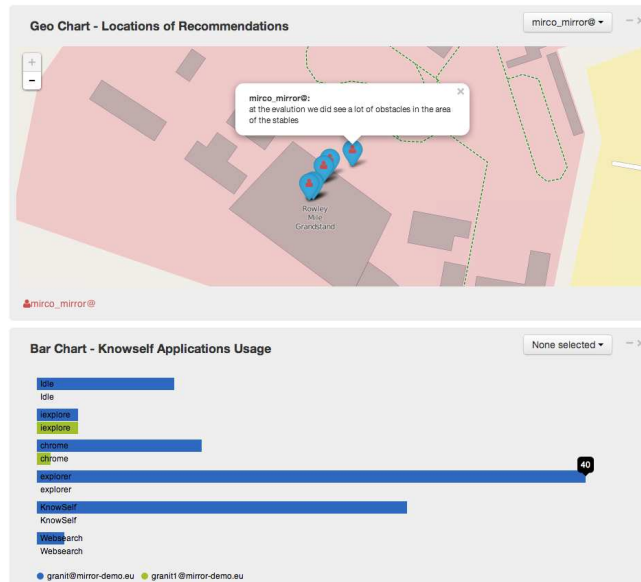 Geo Chart - Locations of Recommendations
mirco_mirror@
mirco_mirror@:
at the evalution we did see a lot of obstacles in the area
of the stables
Rowley
Mile
Grandstand
mirco_mirror@
Bar Chart - Knowself Applications Usage
None selected
Idle
Idle
iexplore
iexplore
chrome
chrome
40
explorer
explorer
KnowSelf
KnowSelf
Websearch
Websearch
granit@mirror-demo.eu granit1@mirror-demo.eu